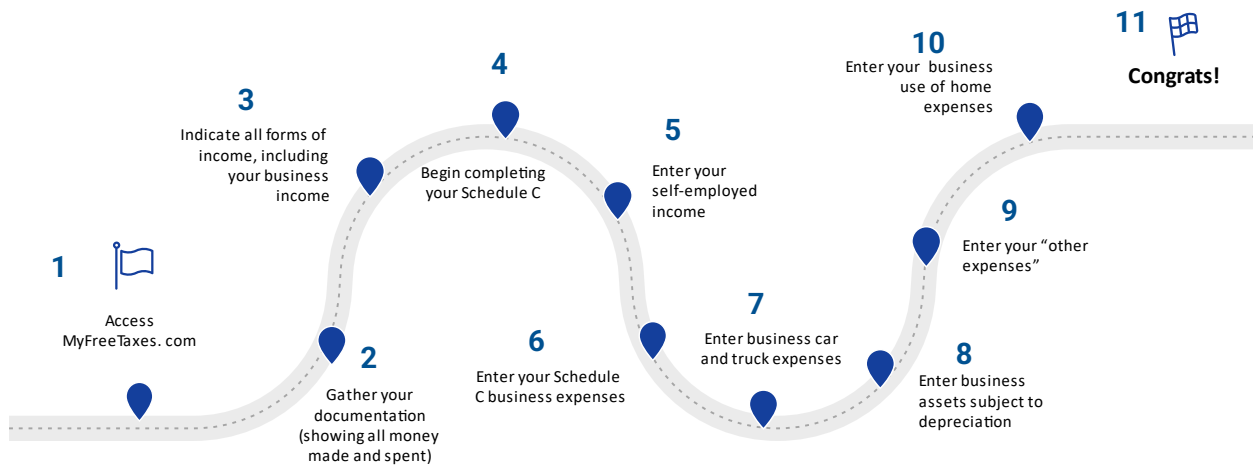 1
Access
MyFreeTaxes. com
2
Gather your
documentation
(showing all money
made and spent)
3
Indicate all forms of
income, including
your business
income
4
Begin completing
your Schedule C
5
Enter your
self-employed
income
6
Enter your Schedule
C business expenses
7
Enter business car
and truck expenses
8
Enter business
assets subject to
depreciation
9
Enter your “other
expenses”
10
Enter your business
use of home
expenses
11
Congrats!